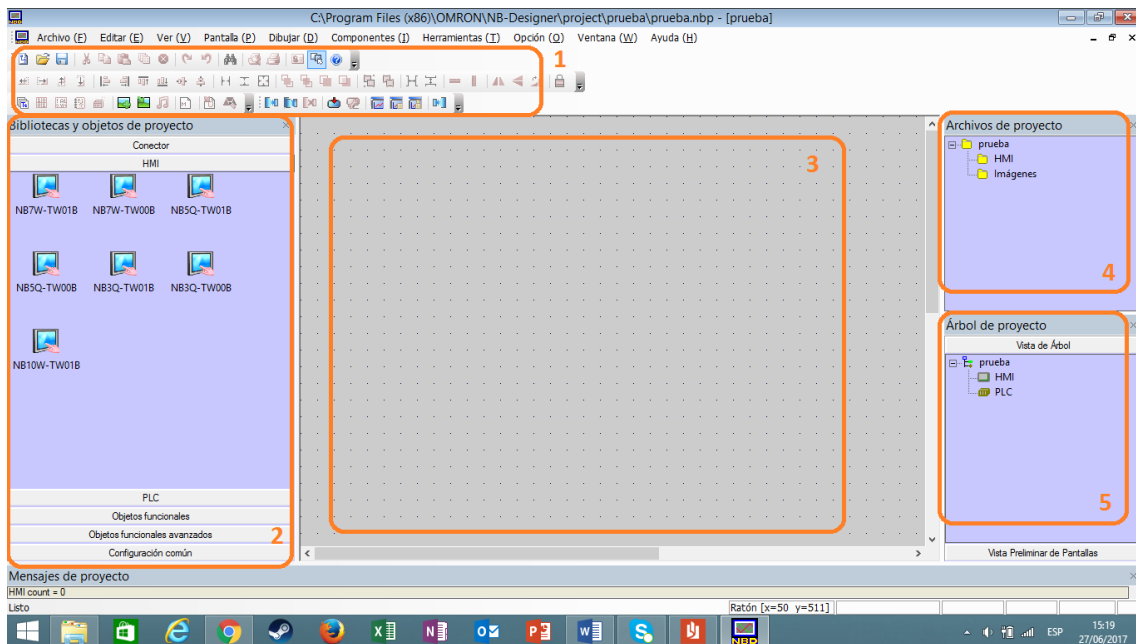 C:\Program Files (x86)\OMRON\NB-Designer\project\prueba\prueba.nbp - [prueba]
Archivo (F) Editar (E) Ver (V) Pantalla (P) Dibujar (D) Componentes (I) Herramientas (T) Opción (O) Ventana (W) Ayuda (H)
1
Bibliotecas y objetos de proyecto
Conector
HMI
NB7W-TW01B NB7W-TW00B NB5Q-TW01B
NB5Q-TW00B NB3Q-TW01B NB3Q-TW00B
NB10W-TW01B
PLC
Objetos funcionales
Objetos funcionales avanzados
Configuración común
2
3
Archivos de proyecto
prueba
HMI
Imágenes
4
Árbol de proyecto
Vista de Árbol
prueba
HMI
PLC
5
Vista Preliminar de Pantallas
Mensajes de proyecto
HMI count = 0
Listo
Ratón [x=50 y=511]
NBP
ESP
15:19
27/06/2017